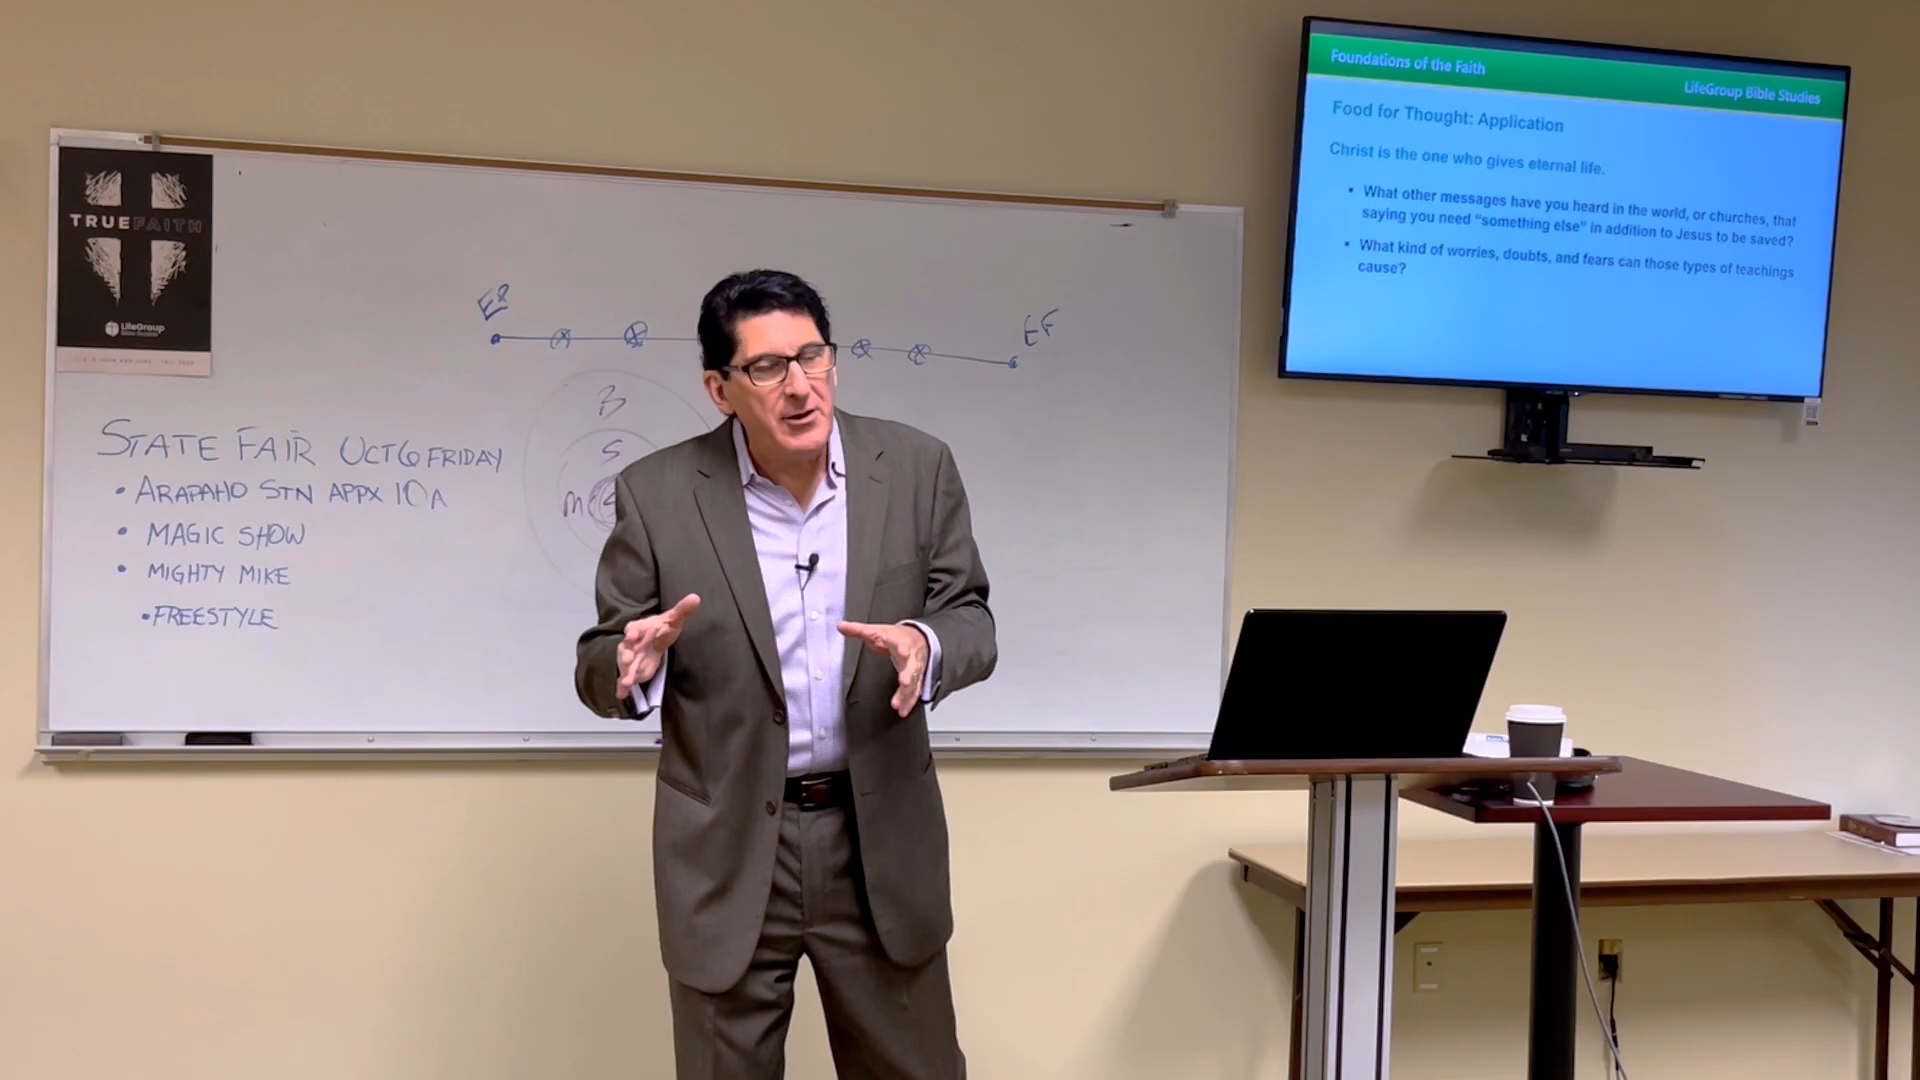 TRUEFAITH
LifeGroup
Bible Studies
STATE FAIR OCT 6 FRIDAY
• ARAPAHO STN APPX 10A
• MAGIC SHOW
• MIGHTY MIKE
• FREESTYLE
EF
B
S
M
Foundations of the Faith
LifeGroup Bible Studies
Food for Thought: Application
Christ is the one who gives eternal life.
▪ What other messages have you heard in the world, or churches, that
saying you need “something else” in addition to Jesus to be saved?
▪ What kind of worries, doubts, and fears can those types of teachings
cause?